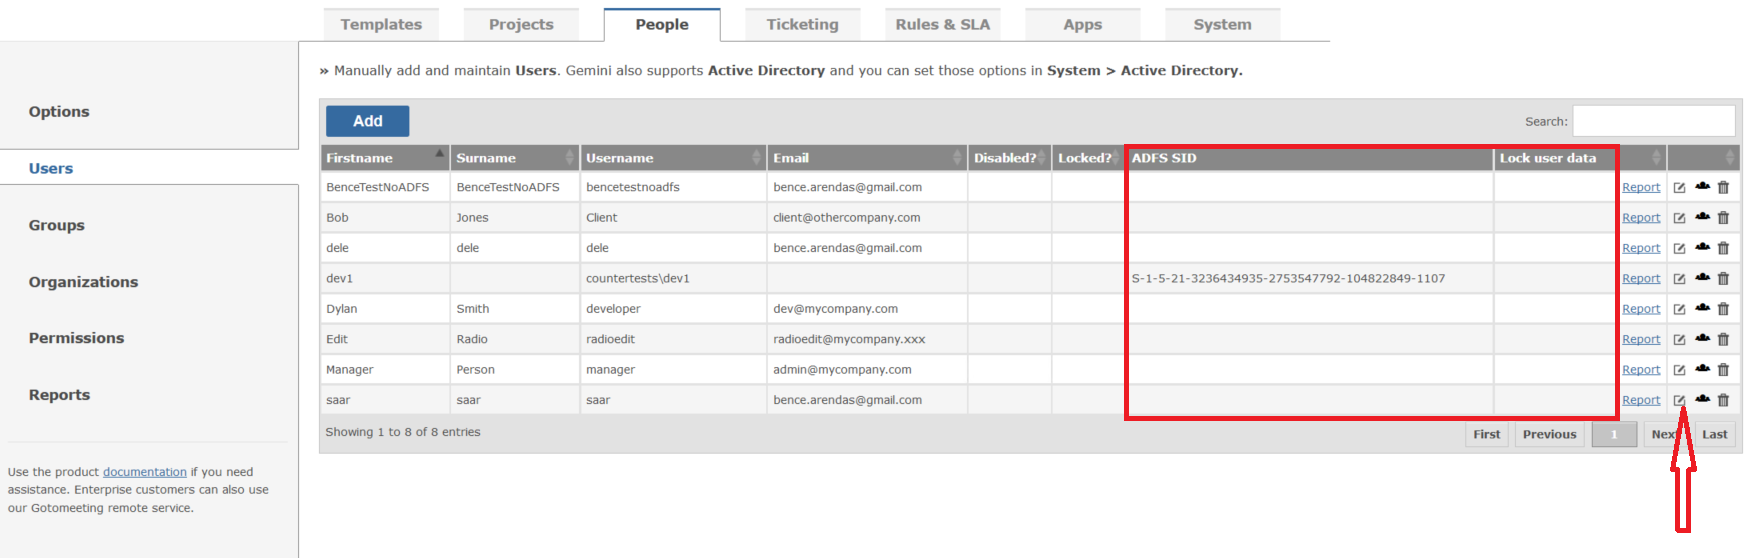 Templates Projects People Ticketing Rules & SLA Apps System
» Manually add and maintain Users. Gemini also supports Active Directory and you can set those options in System > Active Directory.
Options
Users
Groups
Organizations
Permissions
Reports
Use the product documentation if you need
assistance. Enterprise customers can also use
our Gotomeeting remote service.
Add Search:
Firstname Surname Username Email Disabled? Locked? ADFS SID Lock user data
BenceTestNoADFS BenceTestNoADFS bencetestnoadfs bence.arendas@gmail.com Report
Bob Jones Client client@othercompany.com Report
dele dele dele bence.arendas@gmail.com Report
dev1 countertests\dev1 S-1-5-21-3236434935-2753547792-104822849-1107 Report
Dylan Smith developer dev@mycompany.com Report
Edit Radio radioedit radioedit@mycompany.xxx Report
Manager Person manager admin@mycompany.com Report
saar saar saar bence.arendas@gmail.com Report
Showing 1 to 8 of 8 entries First Previous 1 Next Last